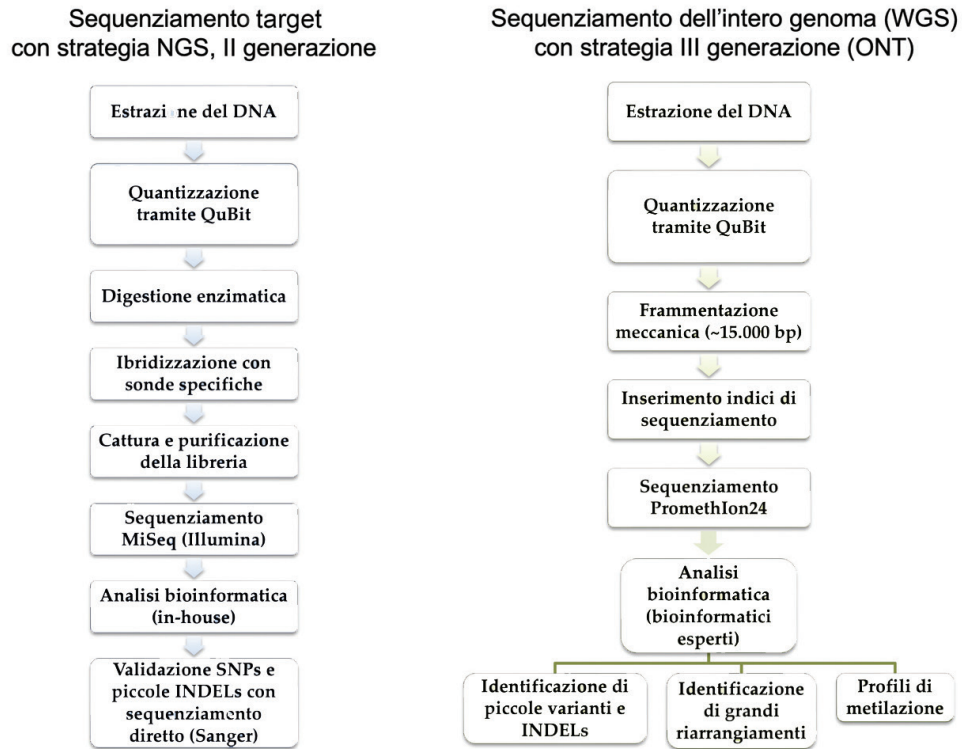 Sequenziamento target
con strategia NGS, II generazione
Estrazi ne del DNA
Quantizzazione
tramite QuBit
Digestione enzimatica
Ibridizzazione con
sonde specifiche
Cattura e purificazione
della libreria
Sequenziamento
MiSeq (Illumina)
Analisi bioinformatica
(in-house)
Validazione SNPs e
piccole INDELs con
sequenziamento
diretto (Sanger)
Sequenziamento dell'intero genoma (WGS)
con strategia III generazione (ONT)
Estrazione del DNA
Quantizzazione
tramite QuBit
Frammentazione
meccanica (~15.000 bp)
Inserimento indici di
sequenziamento
Sequenziamento
PromethIon24
Analisi
bioinformatica
(bioinformatici
esperti)
Identificazione di
piccole varianti e
INDELs
Identificazione
di grandi
riarrangiamenti
Profili di
metilazione